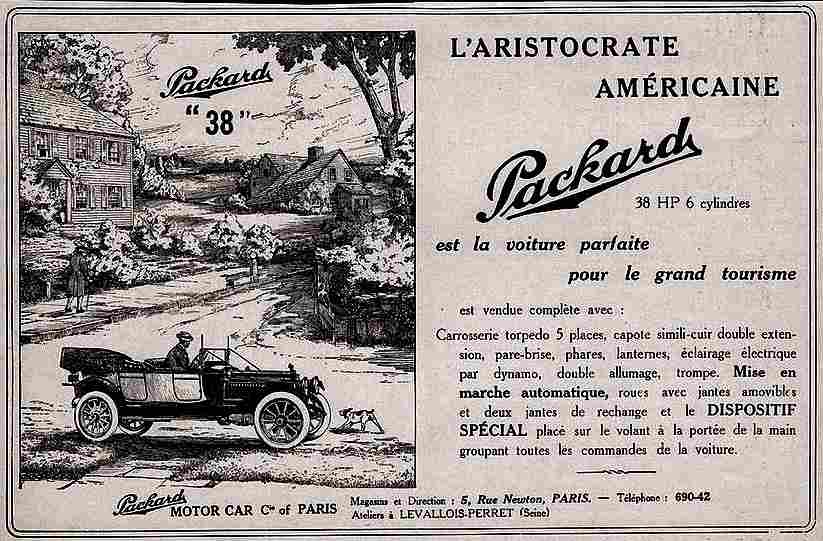 Packard
"38"
L'ARISTOCRATE
AMÉRICAINE
Packard
38 HP 6 cylindres
est la voiture parfaite
pour le grand tourisme
est vendue complète avec :
Carrosserie torpedo 5 places, capote simili-cuir double exten-
sion, pare-brise, phares, lanternes, éclairage électrique
par dynamo, double allumage, trompe. Mise en
marche automatique, roues avec jantes amovibles
et deux jantes de rechange et le DISPOSITIF
SPÉCIAL placé sur le volant à la portée de la main
groupant toutes les commandes de la voiture.
Packard MOTOR CAR Cie of PARIS
Magasins et Direction : 5, Rue Newton, PARIS. — Téléphone : 690-42
Ateliers à LEVALLOIS-PERRET (Seine)